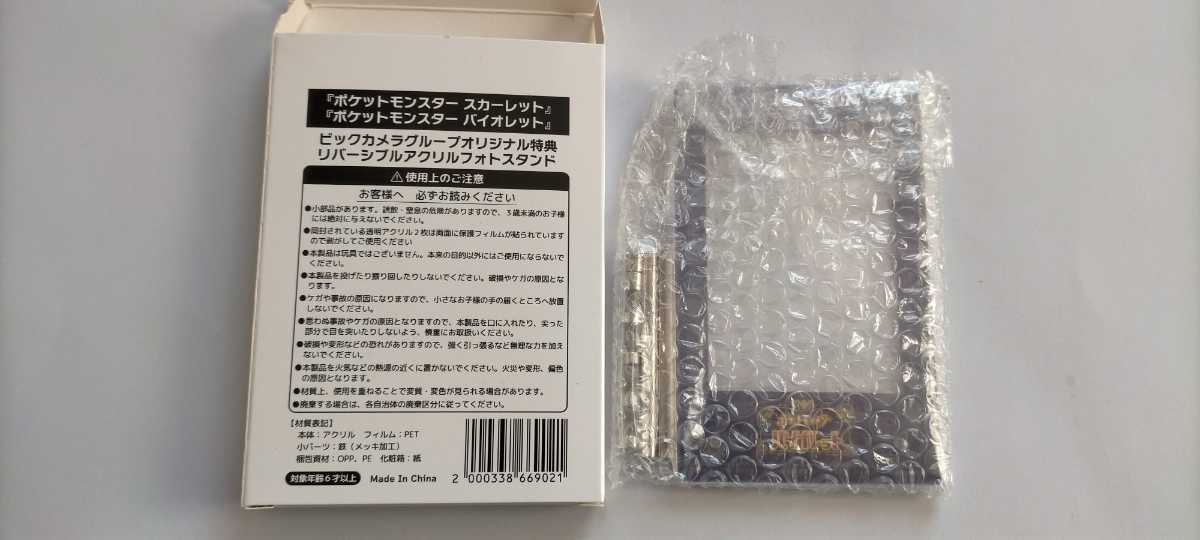 『ポケットモンスター スカーレット』
『ポケットモンスター バイオレット』
ビックカメラグループオリジナル特典
リバーシブルアクリルフォトスタンド
⚠使用上のご注意
お客様へ 必ずお読みください
●小部品があります。誤飲・窒息の危険がありますので、3歳未満のお子様
には絶対に与えないでください。
●同封されている透明アクリル2枚は両面に保護フィルムが貼られています
ので剥がしてご使用ください
●本製品は玩具ではございません。本来の目的以外にはご使用にならないで
ください。
●本製品を投げたり振り回したりしないでください。破損やケガの原因とな
ります。
●ケガや事故の原因になりますので、小さなお子様の手の届くところへ放置
しないでください。
●思わぬ事故やケガの原因となりますので、本製品を口に入れたり、尖った
部分で目を突いたりしないよう、慎重にお取扱いください。
●破損や変形などの恐れがありますので、強く引っ張るなど無理な力を加え
ないでください。
●本製品を火気などの熱源の近くに置かないでください。火災や変形、偏色
の原因となります。
●材質上、使用を重ねることで変質・変色が見られる場合があります。
●廃棄する場合は、各自治体の廃棄区分に従ってください。
【材質表記】
本体：アクリル フィルム：PET
小パーツ：鉄（メッキ加工）
梱包資材：OPP、PE 化粧箱：紙
対象年齢6才以上 Made In China
2 000338 669021